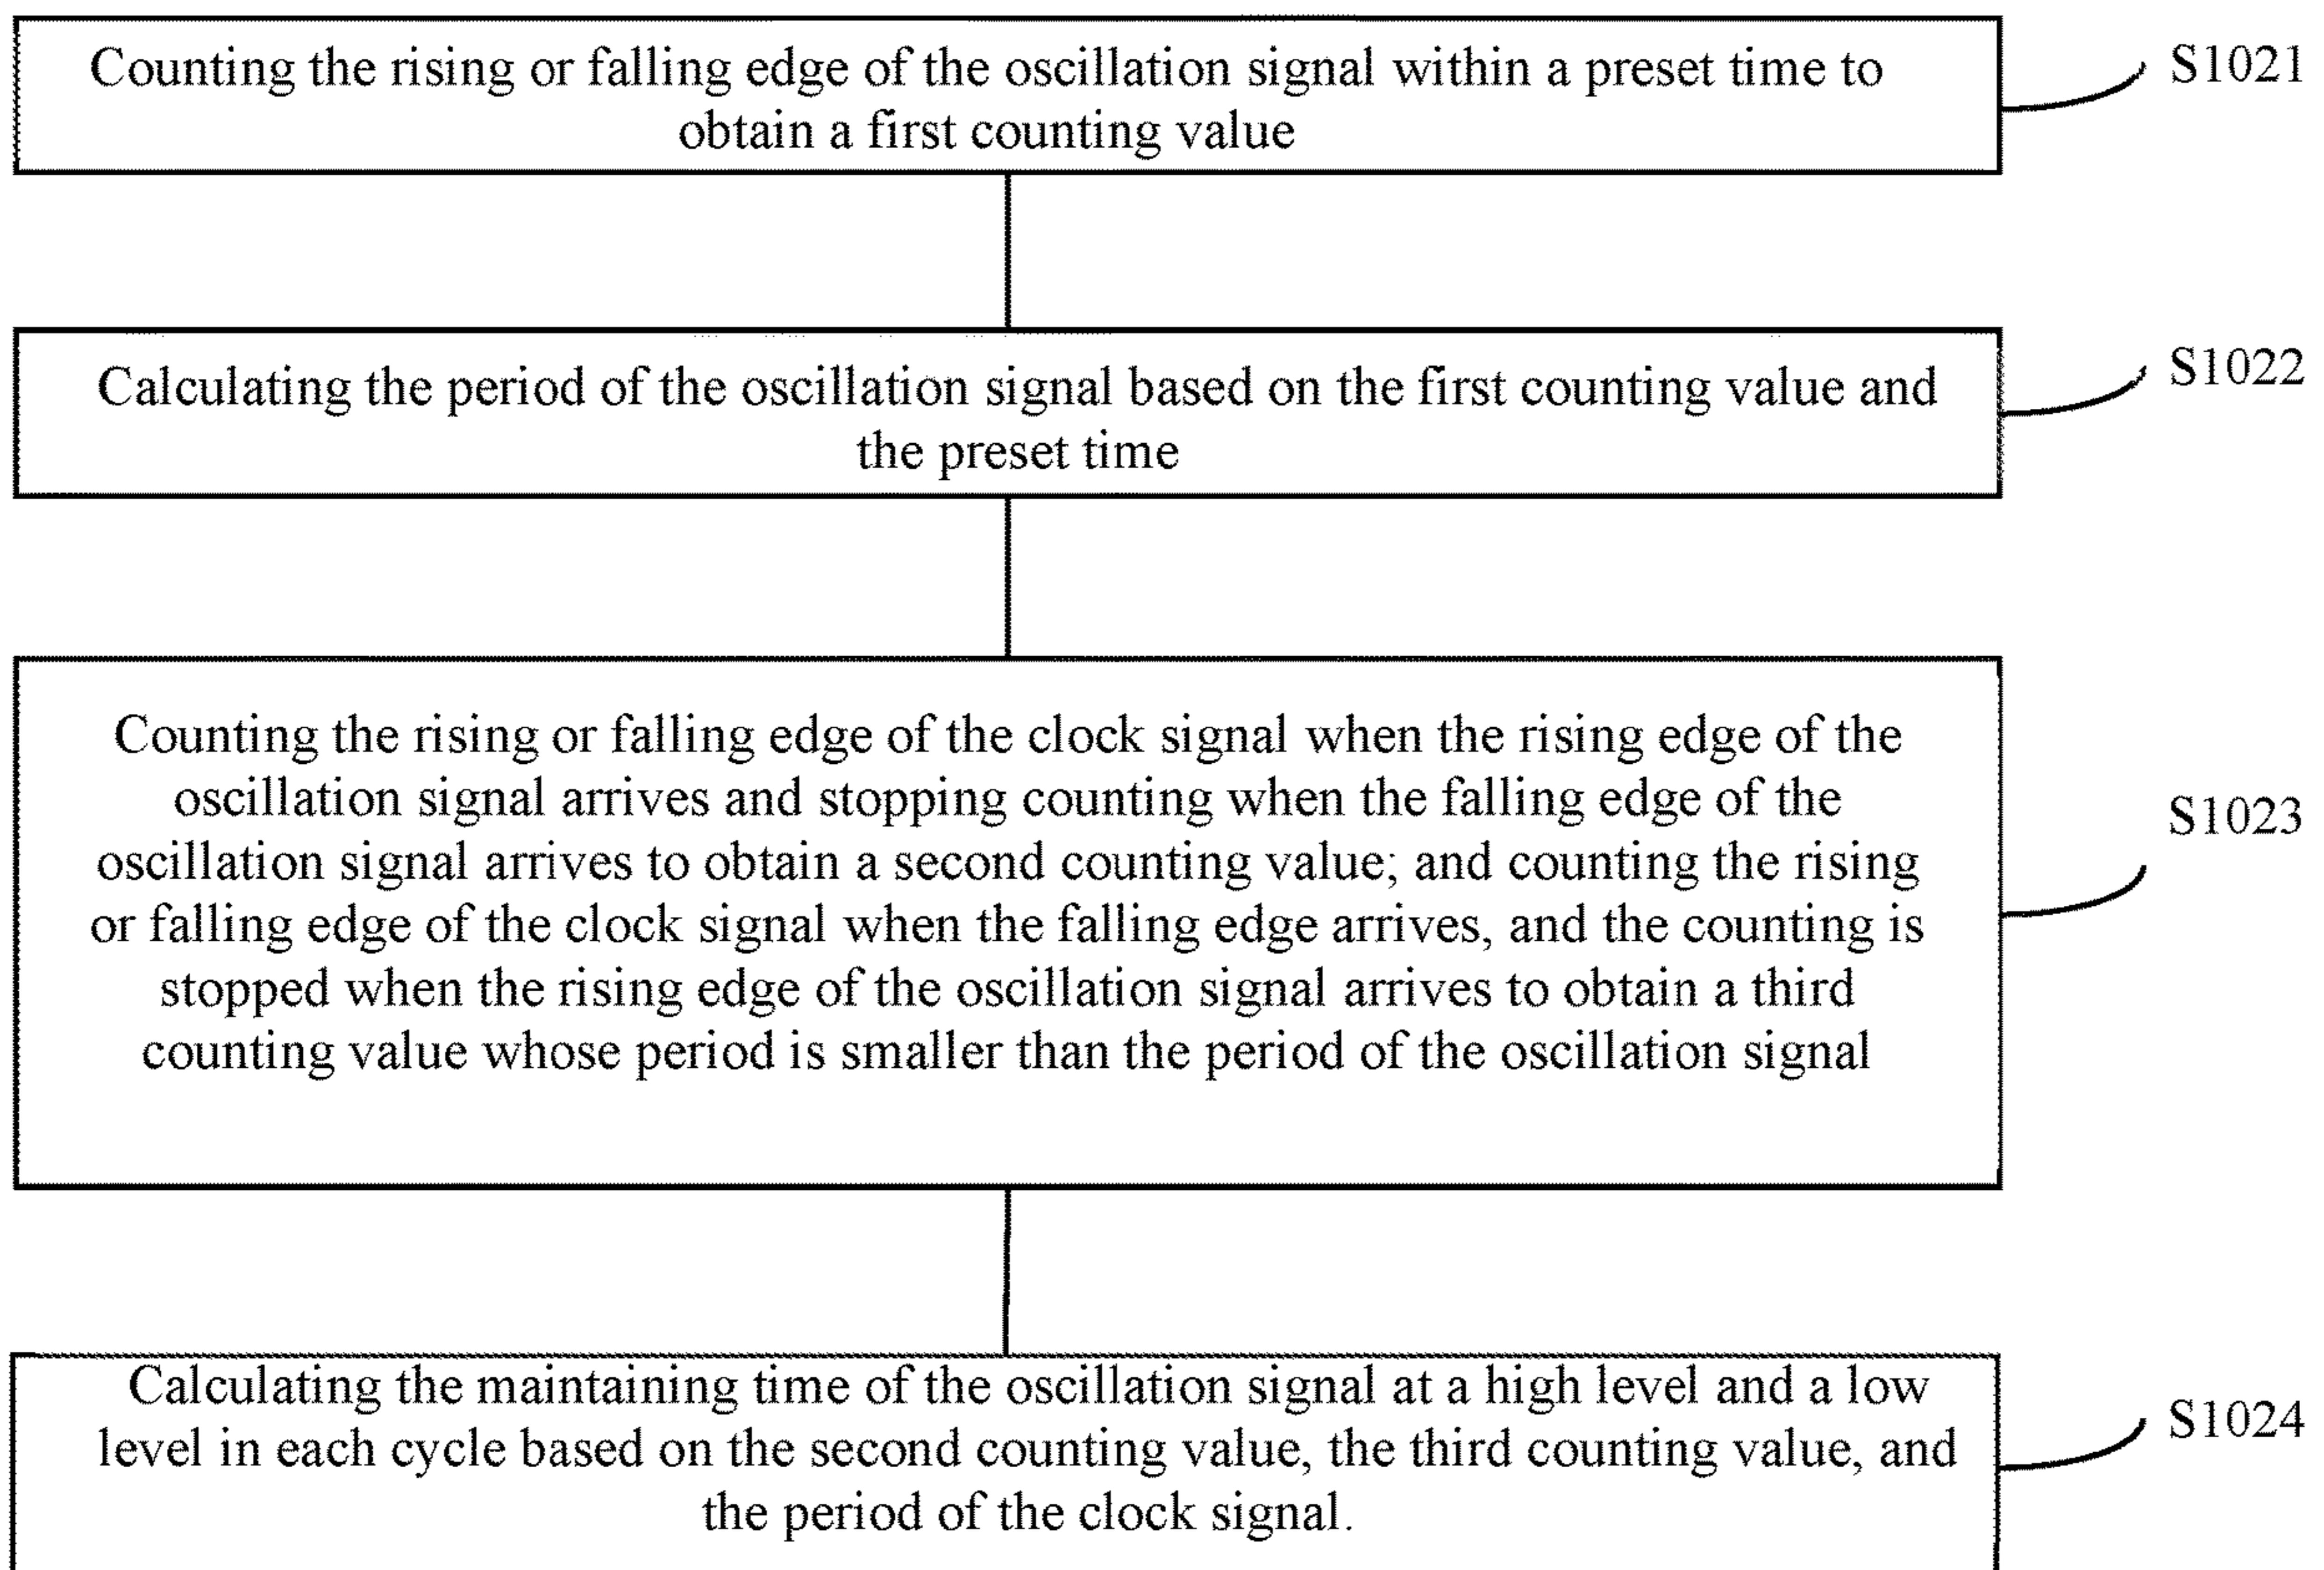 Counting the rising or falling edge of the oscillation signal within a preset time to
obtain a first counting value
S1021
Calculating the period of the oscillation signal based on the first counting value and
the preset time
S1022
Counting the rising or falling edge of the clock signal when the rising edge of the
oscillation signal arrives and stopping counting when the falling edge of the
oscillation signal arrives to obtain a second counting value; and counting the rising
or falling edge of the clock signal when the falling edge arrives, and the counting is
stopped when the rising edge of the oscillation signal arrives to obtain a third
counting value whose period is smaller than the period of the oscillation signal
S1023
Calculating the maintaining time of the oscillation signal at a high level and a low
level in each cycle based on the second counting value, the third counting value, and
the period of the clock signal.
S1024